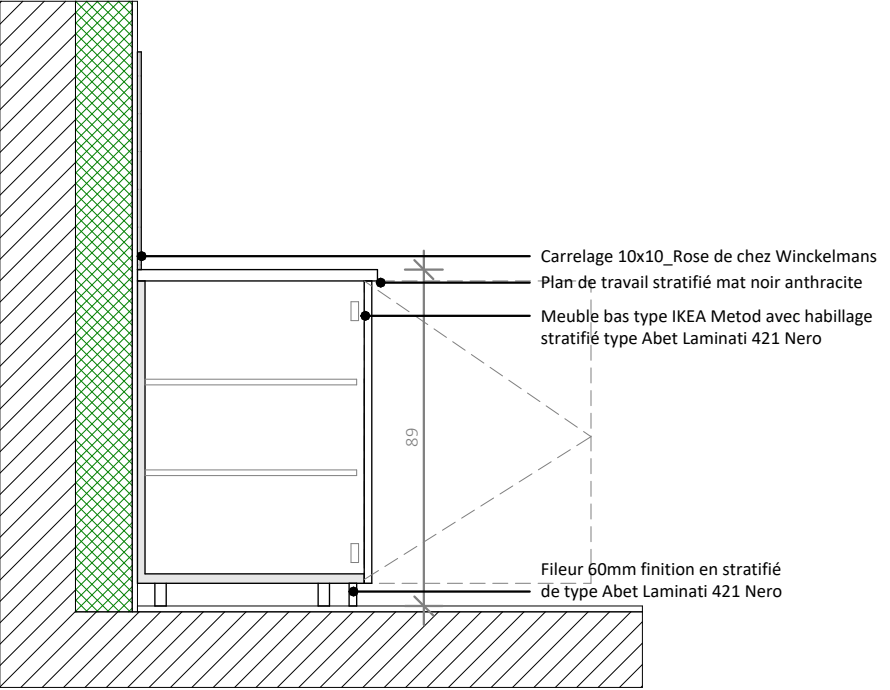 Carrelage 10x10_Rose de chez Winckelmans
Plan de travail stratifié mat noir anthracite
Meuble bas type IKEA Metod avec habillage
stratifié type Abet Laminati 421 Nero
89
Fileur 60mm finition en stratifié
de type Abet Laminati 421 Nero